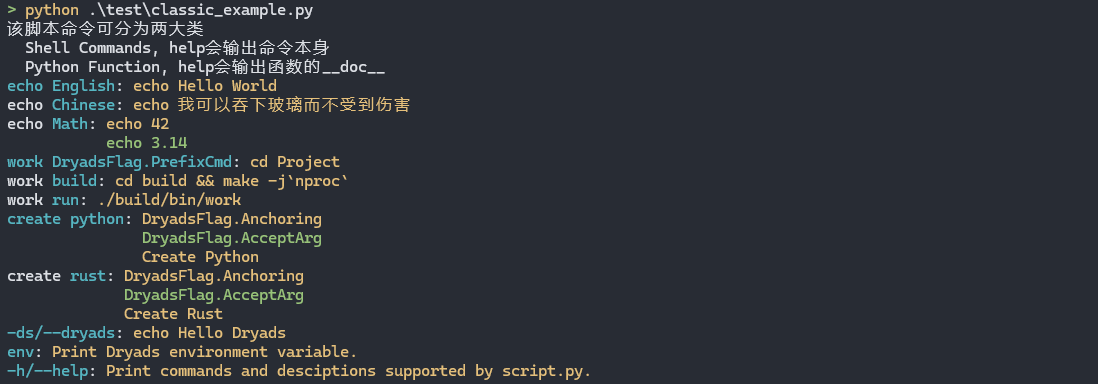 > python .\test\classic_example.py
该脚本命令可分为两大类
  Shell Commands, help会输出命令本身
  Python Function, help会输出函数的__doc__
echo English: echo Hello World
echo Chinese: echo 我可以吞下玻璃而不受到伤害
echo Math: echo 42
           echo 3.14
work DryadsFlag.PrefixCmd: cd Project
work build: cd build && make -j`nproc`
work run: ./build/bin/work
create python: DryadsFlag.Anchoring
               DryadsFlag.AcceptArg
               Create Python
create rust: DryadsFlag.Anchoring
             DryadsFlag.AcceptArg
             Create Rust
-ds/--dryads: echo Hello Dryads
env: Print Dryads environment variable.
-h/--help: Print commands and desciptions supported by script.py.